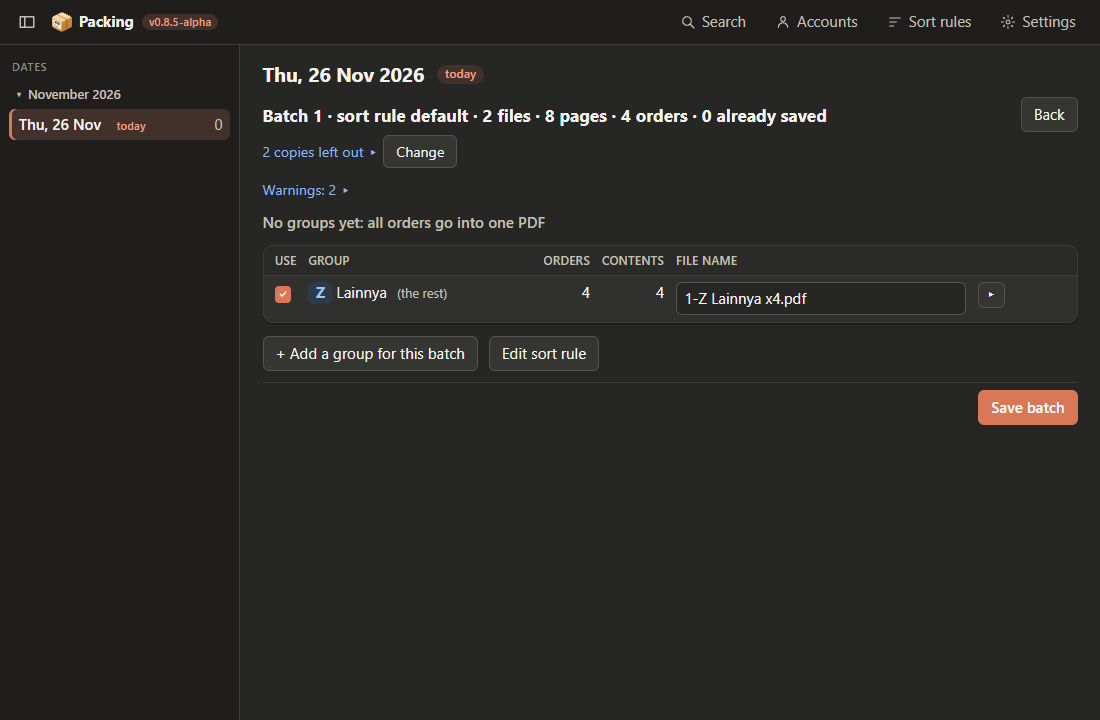 Packing v0.8.5-alpha
Search Accounts Sort rules Settings
DATES
November 2026
Thu, 26 Nov today 0
Thu, 26 Nov 2026 today
Batch 1 · sort rule default · 2 files · 8 pages · 4 orders · 0 already saved
Back
2 copies left out ▸ Change
Warnings: 2 ▸
No groups yet: all orders go into one PDF
USE GROUP ORDERS CONTENTS FILE NAME
Z Lainnya (the rest) 4 4 1-Z Lainnya x4.pdf
+ Add a group for this batch Edit sort rule
Save batch